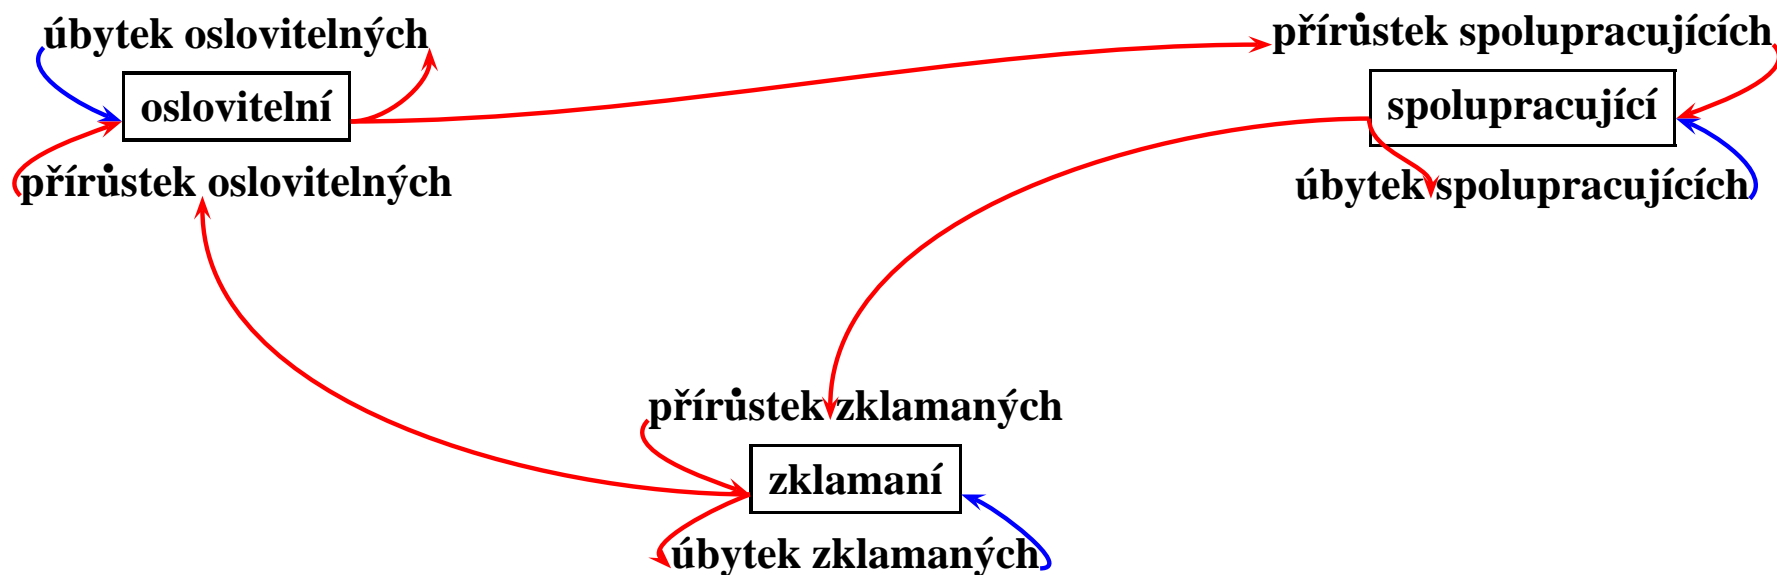 úbytek oslovitelných
přírůstek spolupracujících
oslovitelní
spolupracující
přírůstek oslovitelných
úbytek spolupracujících
přírůstek zklamaných
zklamaní
úbytek zklamaných